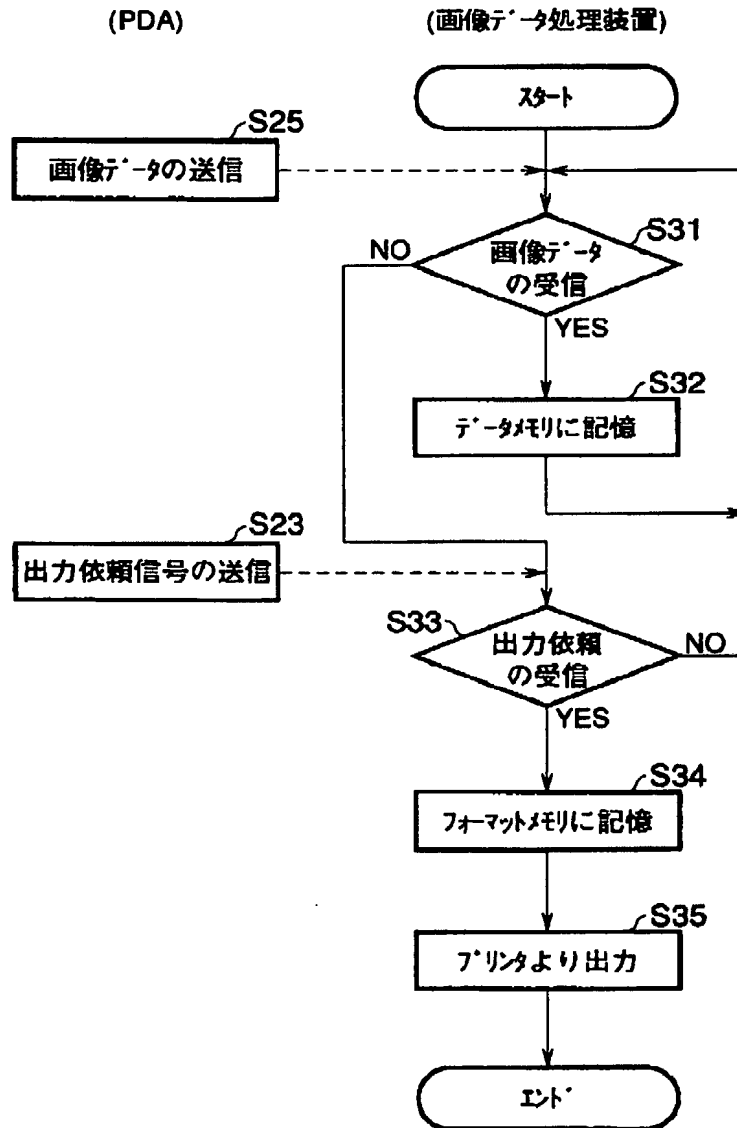 (PDA)
(画像データ処理装置)
スタート
S25
画像データの送信
S31
NO
画像データ
の受信
YES
S32
データメモリに記憶
S23
出力依頼信号の送信
S33
出力依頼
の受信
NO
YES
S34
フォーマットメモリに記憶
S35
プリンタより出力
エンド